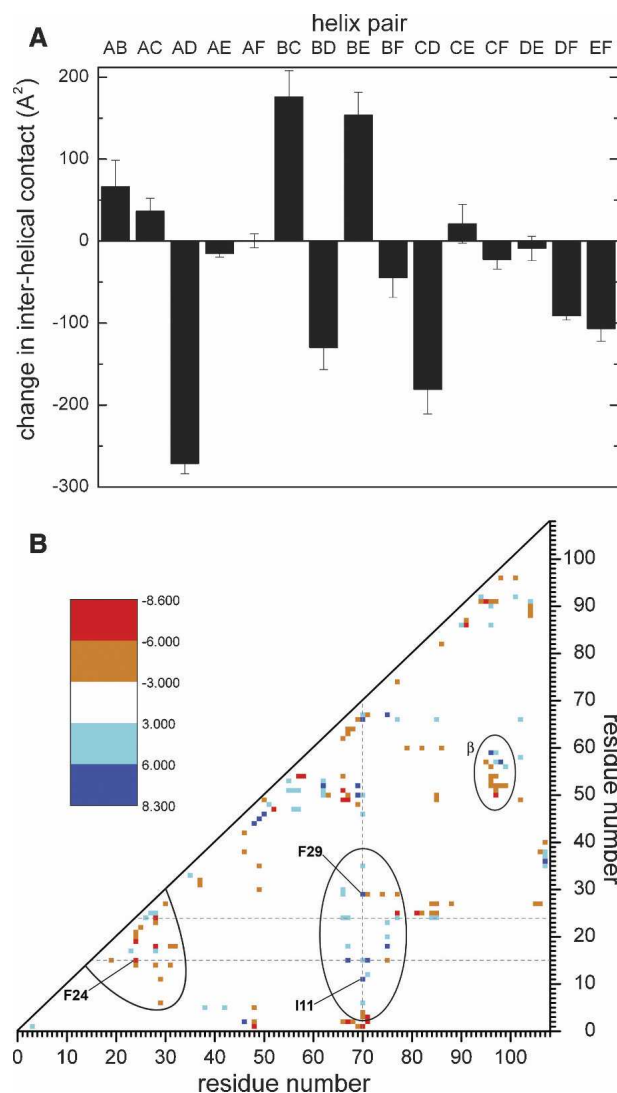 helix pair
A
AB AC AD AE AF BC BD BE BF CD CE CF DE DF EF
change in inter-helical contact (A²)
200
100
0
-100
-200
-300
B
-8.600
-6.000
-3.000
3.000
6.000
8.300
β
F29
F24
I11
100
90
80
70
60
50
40
30
20
10
0
residue number
0 10 20 30 40 50 60 70 80 90 100
residue number